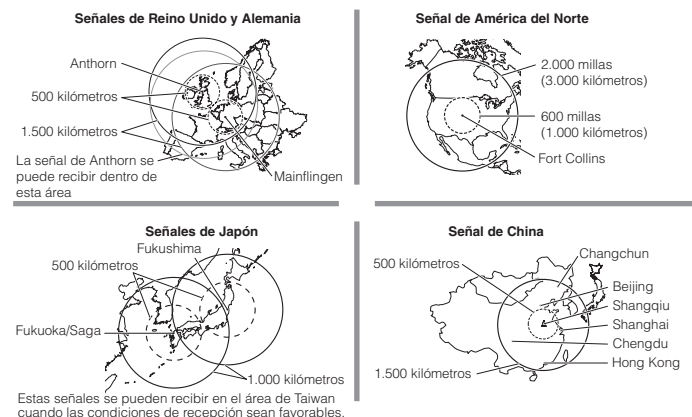 Señales de Reino Unido y Alemania
Anthorn
500 kilómetros
1.500 kilómetros
La señal de Anthorn se
puede recibir dentro de
esta área
Mainflingen
Señal de América del Norte
2.000 millas
(3.000 kilómetros)
600 millas
(1.000 kilómetros)
Fort Collins
Señales de Japón
Fukushima
500 kilómetros
Fukuoka/Saga
1.000 kilómetros
Estas señales se pueden recibir en el área de Taiwan
cuando las condiciones de recepción sean favorables.
Señal de China
Changchun
500 kilómetros
Beijing
Shangqiu
Shanghai
Chengdu
Hong Kong
1.500 kilómetros